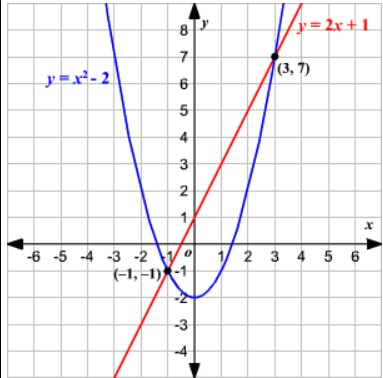 y
8
y = 2x + 1
7
(3, 7)
y = x² - 2
6
5
4
3
2
1
x
o
-6 -5 -4 -3 -2 -1 1 2 3 4 5 6
(−1, −1)
-1
-2
-3
-4